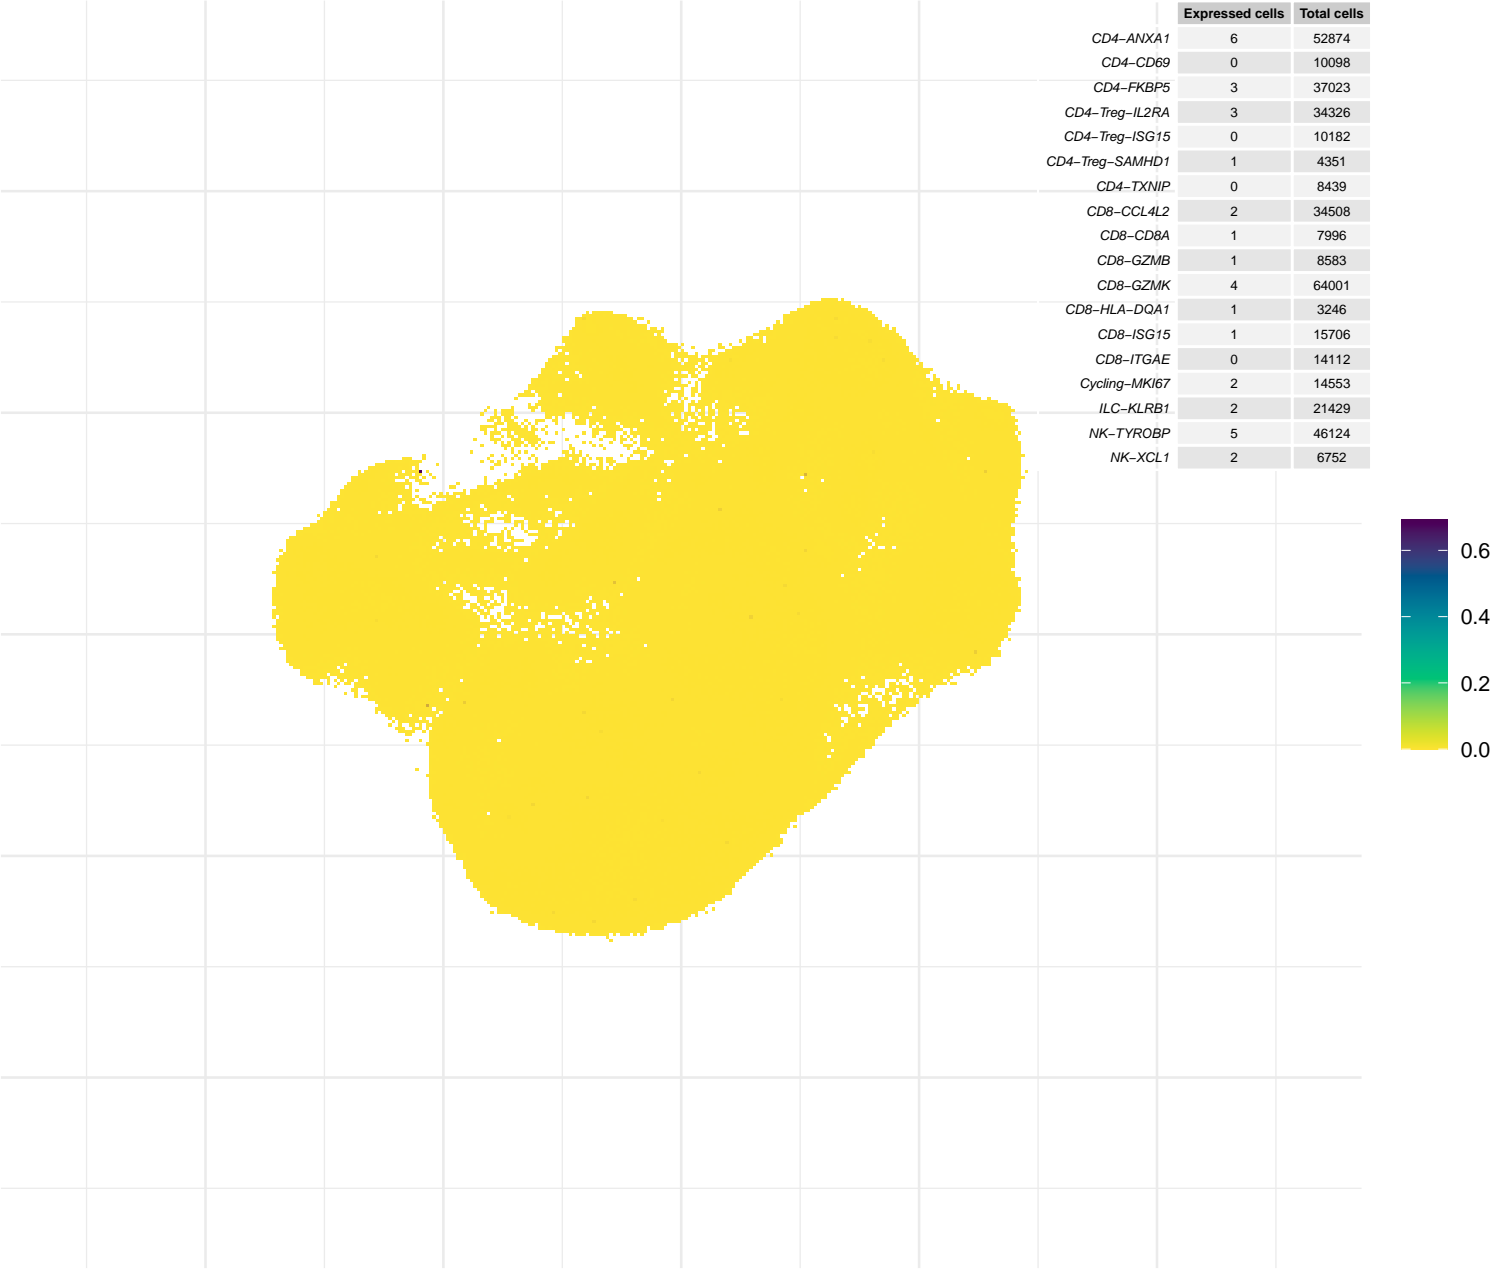 Expressed cells Total cells
CD4−ANXA1 6 52874
CD4−CD69 0 10098
CD4−FKBP5 3 37023
CD4−Treg−IL2RA 3 34326
CD4−Treg−ISG15 0 10182
CD4−Treg−SAMHD1 1 4351
CD4−TXNIP 0 8439
CD8−CCL4L2 2 34508
CD8−CD8A 1 7996
CD8−GZMB 1 8583
CD8−GZMK 4 64001
CD8−HLA−DQA1 1 3246
CD8−ISG15 1 15706
CD8−ITGAE 0 14112
Cycling−MKI67 2 14553
ILC−KLRB1 2 21429
NK−TYROBP 5 46124
NK−XCL1 2 6752
0.6
0.4
0.2
0.0